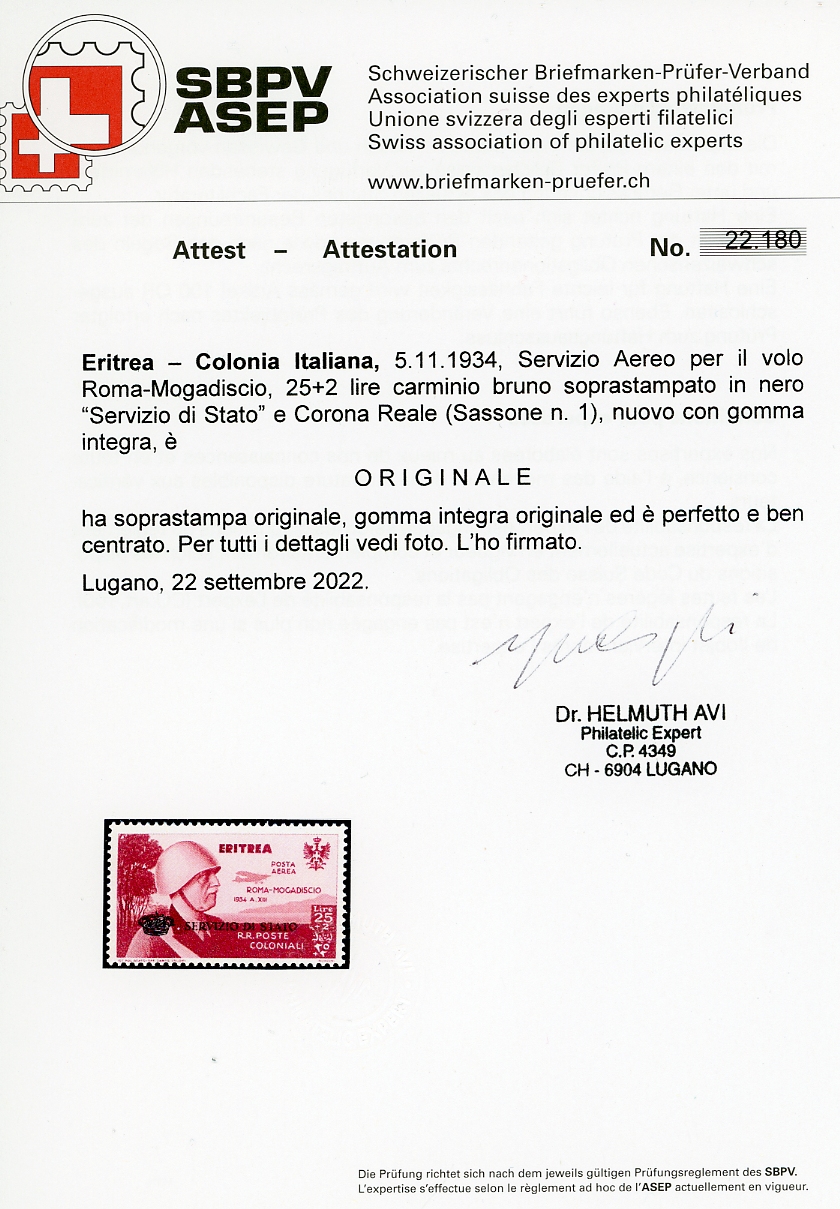 SBPV
ASEP
Schweizerischer Briefmarken-Prüfer-Verband
Association suisse des experts philatéliques
Unione svizzera degli esperti filatelici
Swiss association of philatelic experts
www.briefmarken-pruefer.ch
Attest – Attestation No. 22.180
Eritrea – Colonia Italiana, 5.11.1934, Servizio Aereo per il volo
Roma-Mogadiscio, 25+2 lire carminio bruno soprastampato in nero
“Servizio di Stato” e Corona Reale (Sassone n. 1), nuovo con gomma
integra, è
ORIGINALE
ha soprastampa originale, gomma integra originale ed è perfetto e ben
centrato. Per tutti i dettagli vedi foto. L’ho firmato.
Lugano, 22 settembre 2022.
Dr. HELMUTH AVI
Philatelic Expert
C.P. 4349
CH - 6904 LUGANO
ERITREA
POSTA
AEREA
ROMA-MOGADISCIO
1934 A. XIII
Lire
25
+2
SERVIZIO DI STATO
R.R. POSTE
COLONIALI
Die Prüfung richtet sich nach dem jeweils gültigen Prüfungsreglement des SBPV.
L’expertise s’effectue selon le règlement ad hoc de l’ASEP actuellement en vigueur.